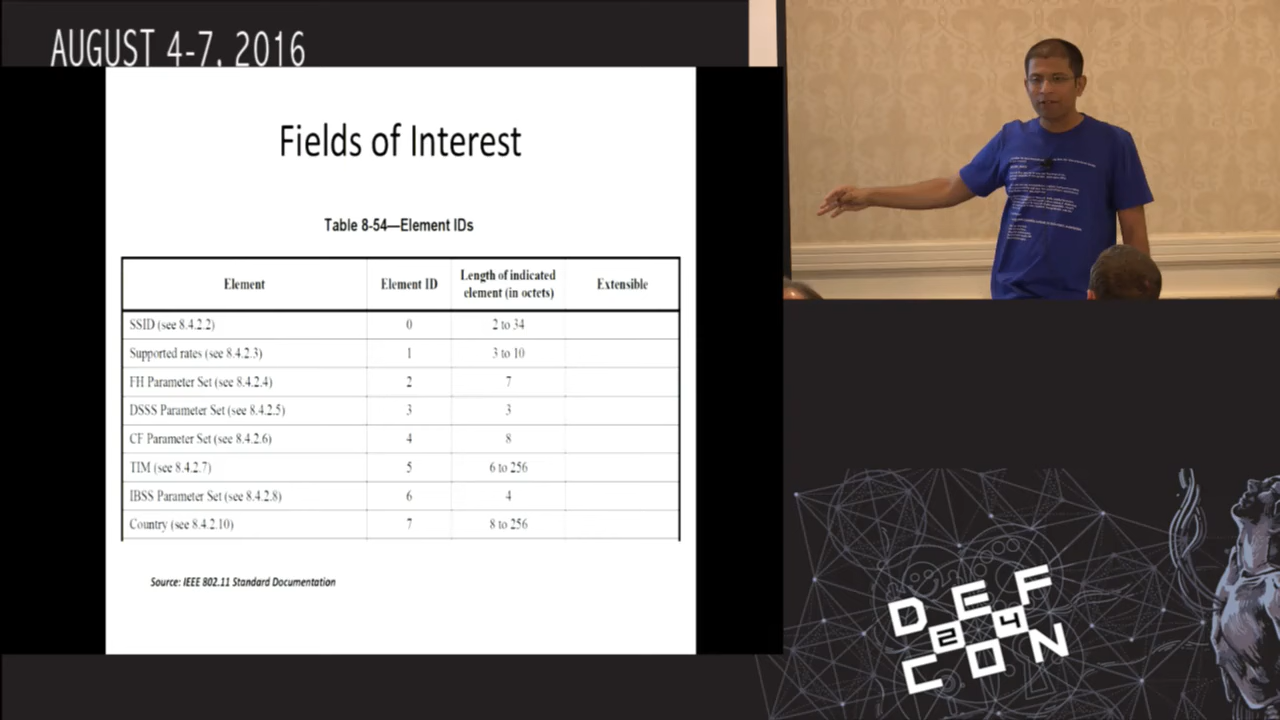 AUGUST 4-7, 2016
Fields of Interest
Table 8-54—Element IDs
Element Element ID Length of indicated element (in octets) Extensible
SSID (see 8.4.2.2) 0 2 to 34
Supported rates (see 8.4.2.3) 1 3 to 10
FH Parameter Set (see 8.4.2.4) 2 7
DSSS Parameter Set (see 8.4.2.5) 3 3
CF Parameter Set (see 8.4.2.6) 4 8
TIM (see 8.4.2.7) 5 6 to 256
IBSS Parameter Set (see 8.4.2.8) 6 4
Country (see 8.4.2.10) 7 8 to 256
Source: IEEE 802.11 Standard Documentation
DEF
24
CON